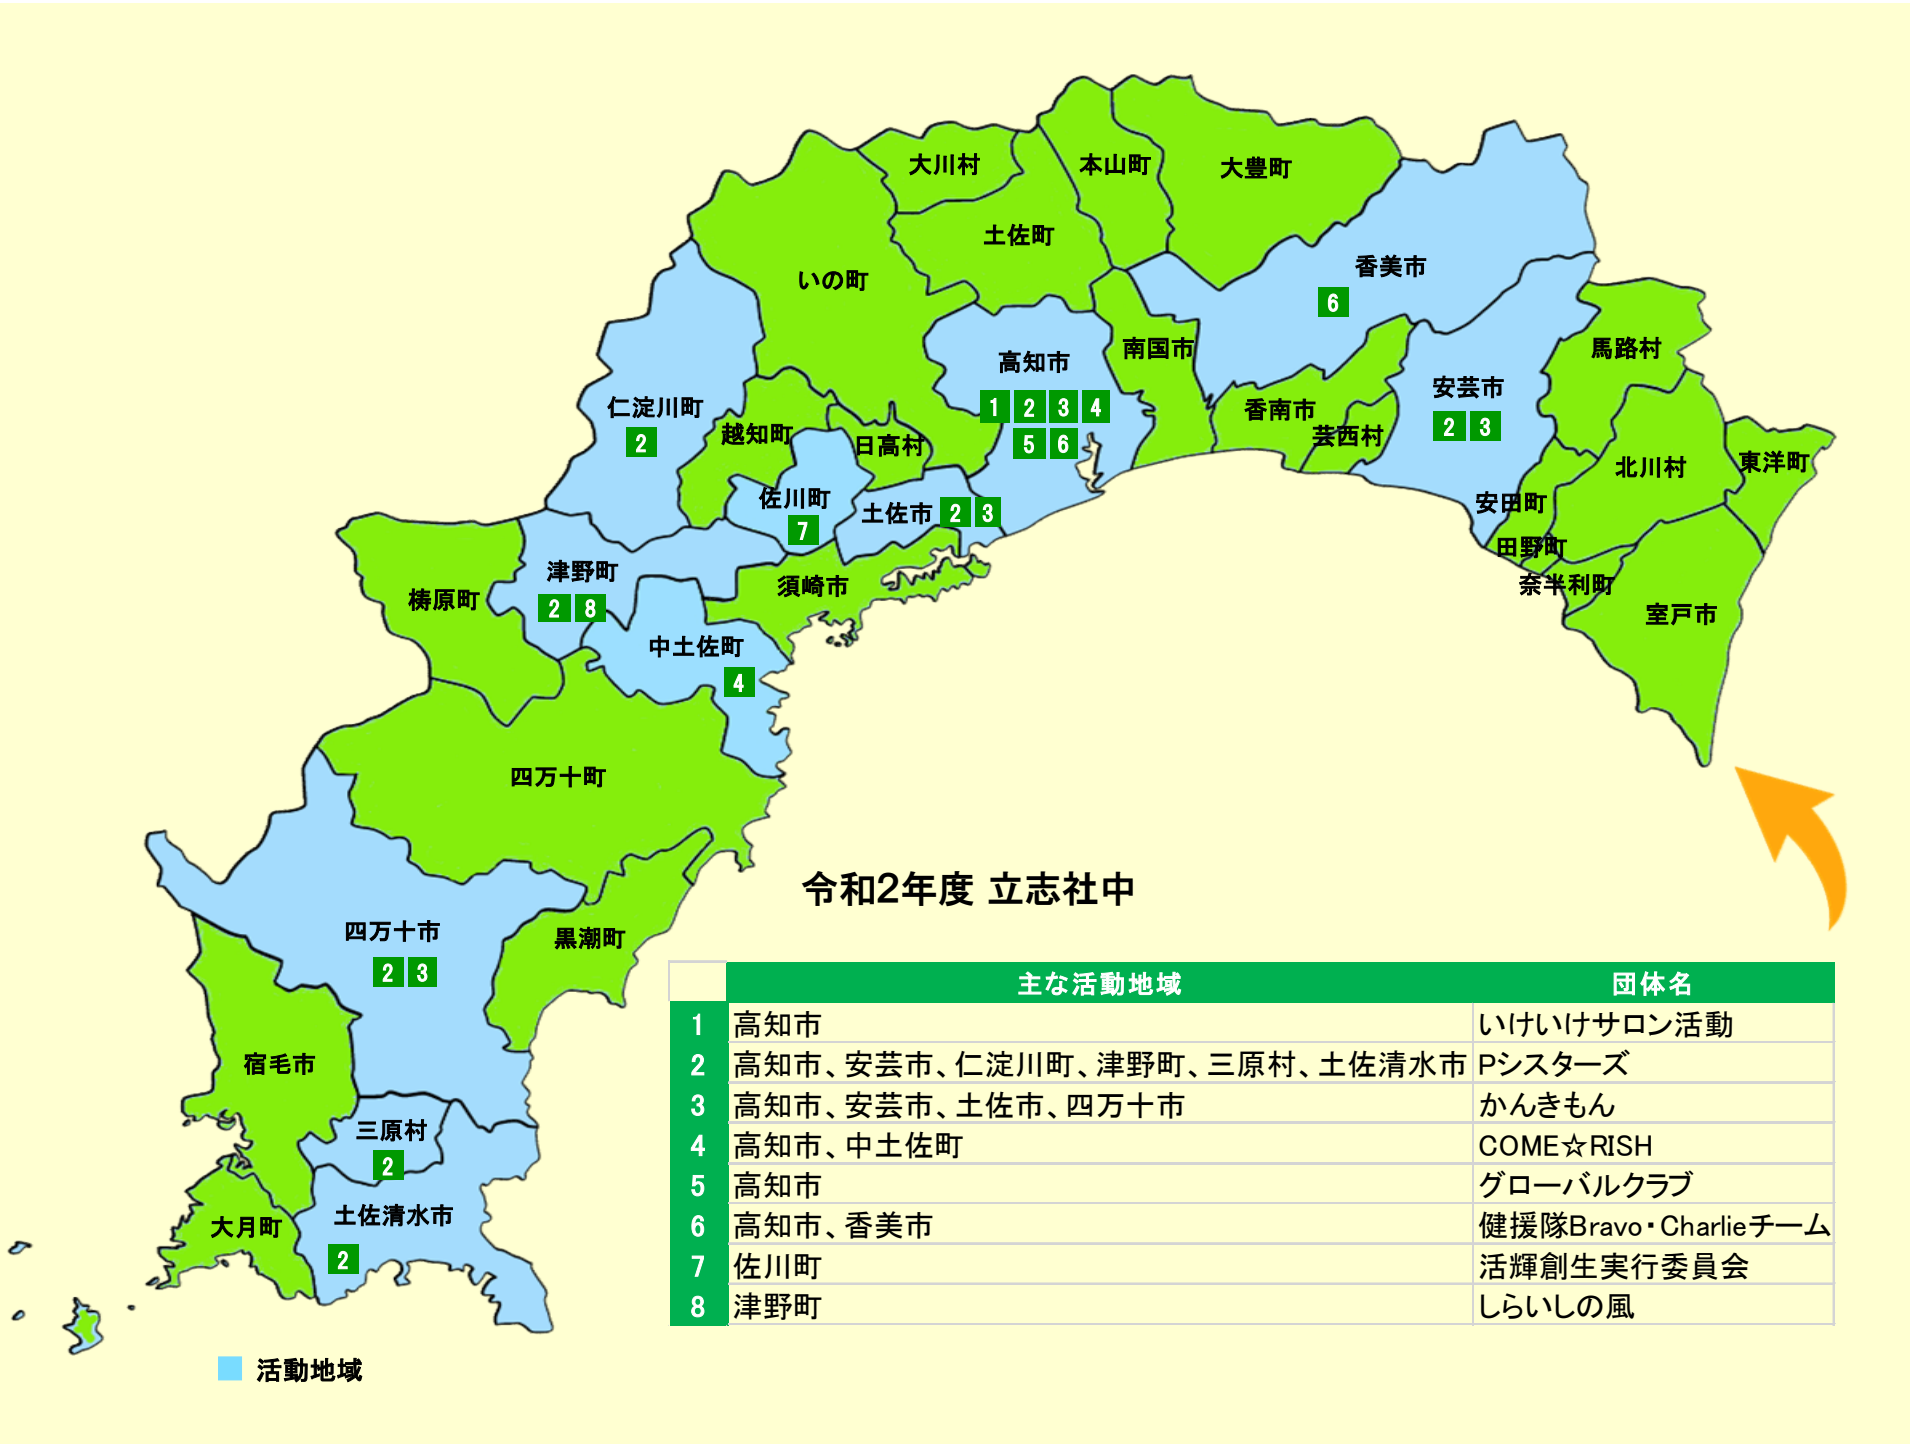 大川村
本山町
大豊町
土佐町
いの町
香美市
6
馬路村
南国市
高知市
1 2 3 4
5 6
安芸市
2 3
仁淀川町
2
香南市
芸西村
越知町
日高村
北川村
東洋町
佐川町
7
土佐市 2 3
安田町
田野町
奈半利町
室戸市
津野町
2 8
須崎市
梼原町
中土佐町
4
四万十町
四万十市
2 3
黒潮町
宿毛市
三原村
2
土佐清水市
2
大月町
活動地域
令和2年度 立志社中
主な活動地域 団体名
1 高知市 いけいけサロン活動
2 高知市、安芸市、仁淀川町、津野町、三原村、土佐清水市 Pシスターズ
3 高知市、安芸市、土佐市、四万十市 かんきもん
4 高知市、中土佐町 COME☆RISH
5 高知市 グローバルクラブ
6 高知市、香美市 健援隊Bravo・Charlieチーム
7 佐川町 活輝創生実行委員会
8 津野町 しらいしの風